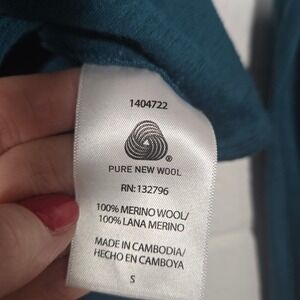 1404722
®
PURE NEW WOOL
RN: 132796
100% MERINO WOOL/
100% LANA MERINO
MADE IN CAMBODIA/
HECHO EN CAMBOYA
S